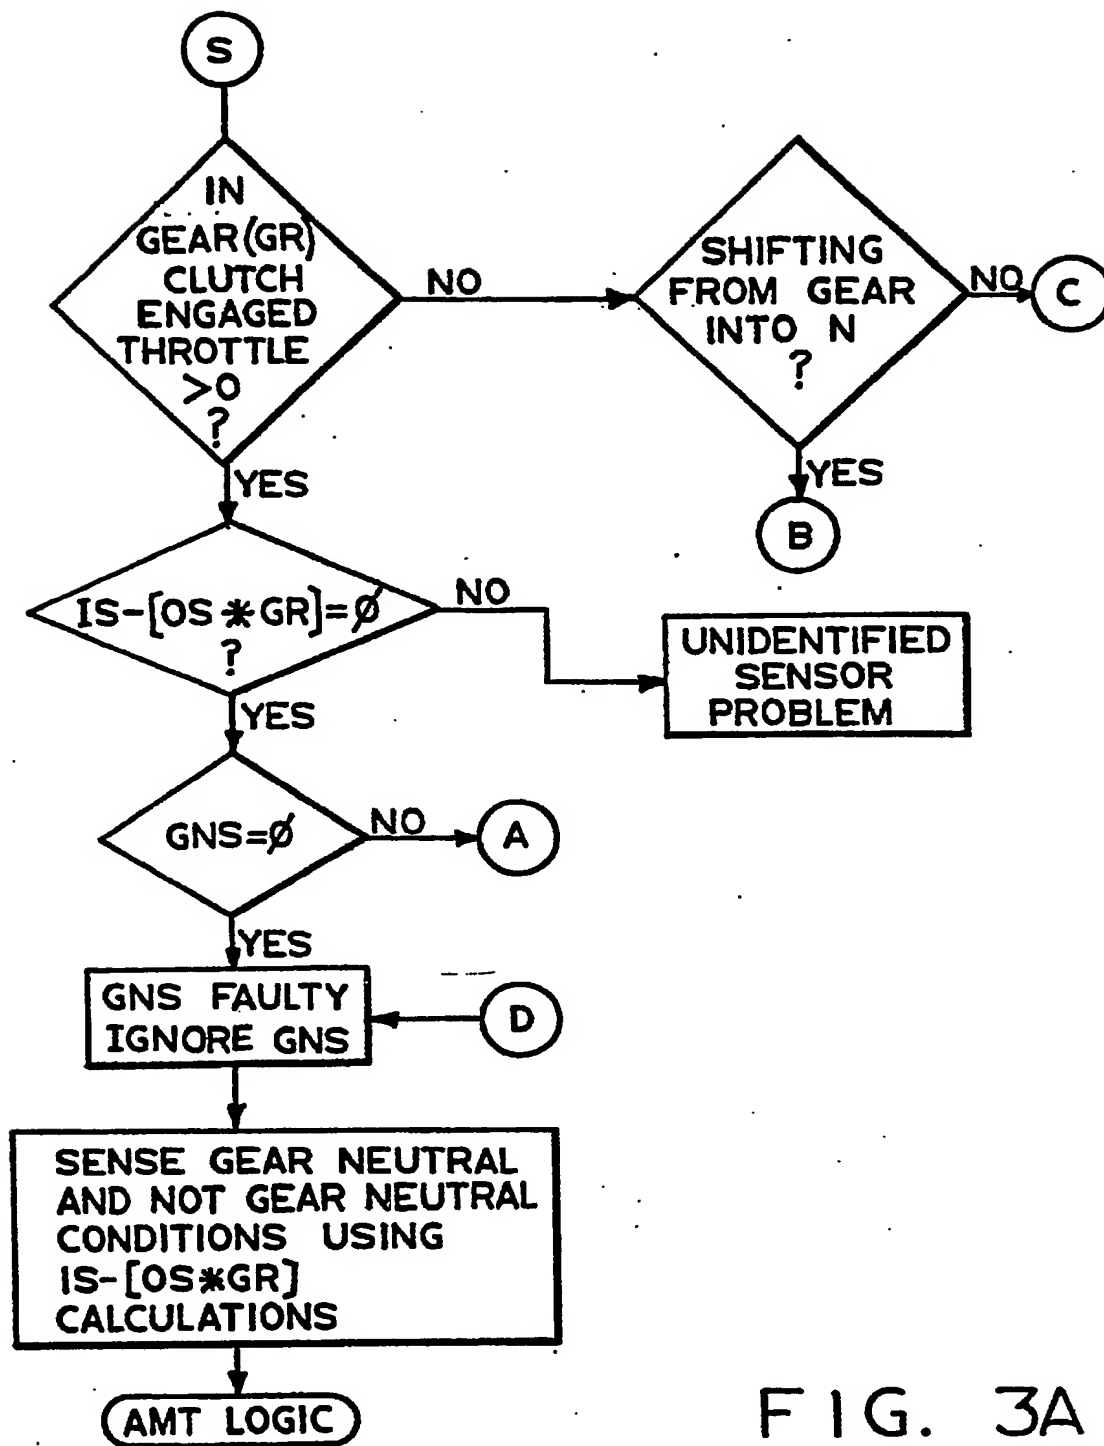 S
IN
GEAR(GR)
CLUTCH
ENGAGED
THROTTLE
>0
?
NO
SHIFTING
FROM GEAR
INTO N
?
NO
C
YES
B
YES
IS-[OS*GR]=Ø
?
NO
UNIDENTIFIED
SENSOR
PROBLEM
YES
GNS=Ø
NO
A
YES
GNS FAULTY
IGNORE GNS
D
SENSE GEAR NEUTRAL
AND NOT GEAR NEUTRAL
CONDITIONS USING
IS-[OS*GR]
CALCULATIONS
AMT LOGIC
FIG. 3A